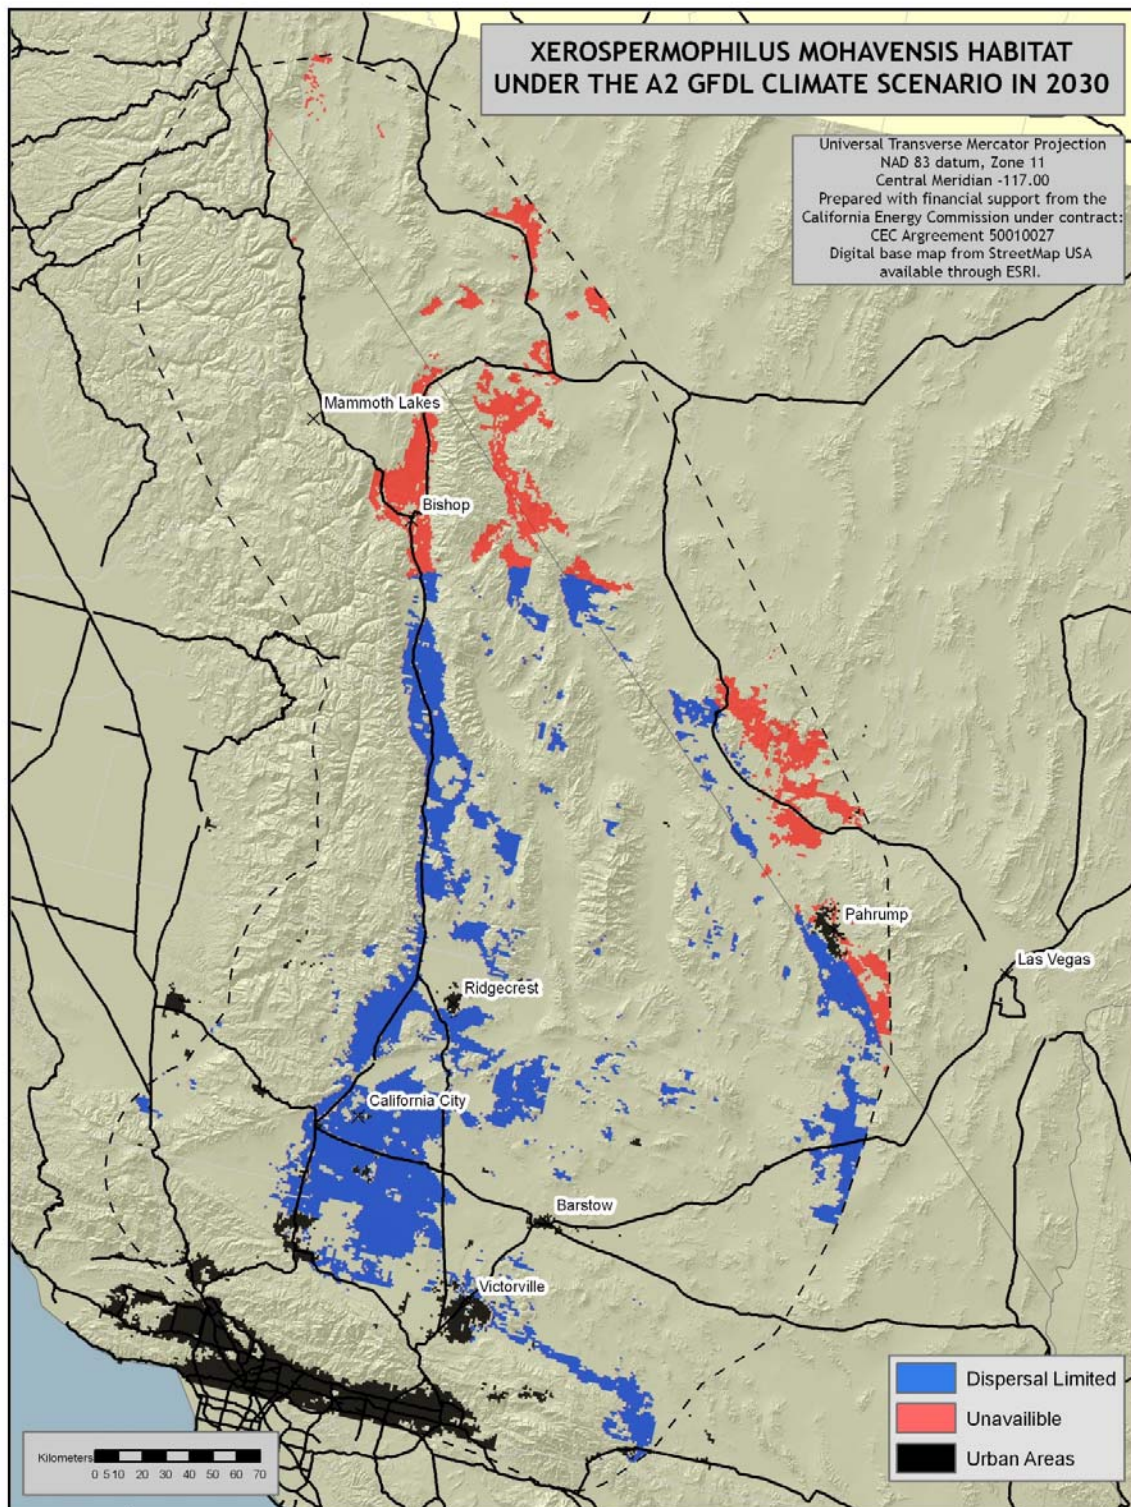 XEROSPERMOPHILUS MOHAVENSIS HABITAT
UNDER THE A2 GFDL CLIMATE SCENARIO IN 2030
Universal Transverse Mercator Projection
NAD 83 datum, Zone 11
Central Meridian -117.00
Prepared with financial support from the
California Energy Commission under contract:
CEC Argreement 50010027
Digital base map from StreetMap USA
available through ESRI.
Mammoth Lakes
Bishop
Pahrump
Las Vegas
Ridgecrest
California City
Barstow
Victorville
Dispersal Limited
Unavailible
Urban Areas
Kilometers
0 5 10 20 30 40 50 60 70